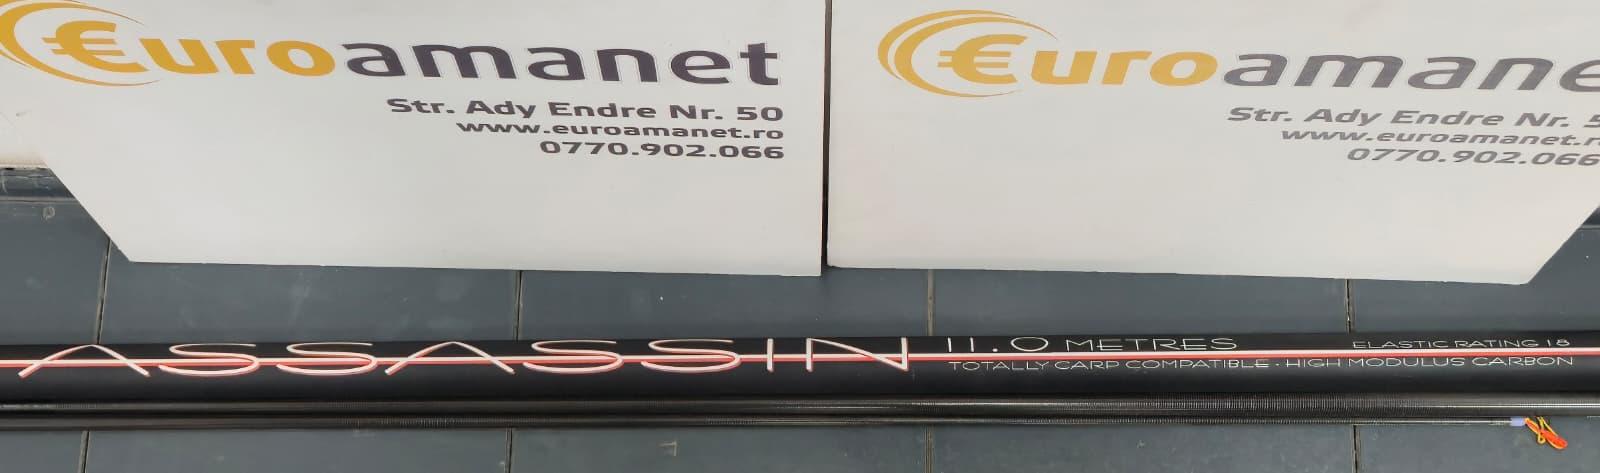 €uroamanet
Str. Ady Endre Nr. 50
www.euroamanet.ro
0770.902.066
€uroamane
Str. Ady Endre Nr. 5
www.euroamanet.r
0770.902.066
ASSASSIN 11.0 METRES ELASTIC RATING 18
TOTALLY CARP COMPATIBLE · HIGH MODULUS CARBON